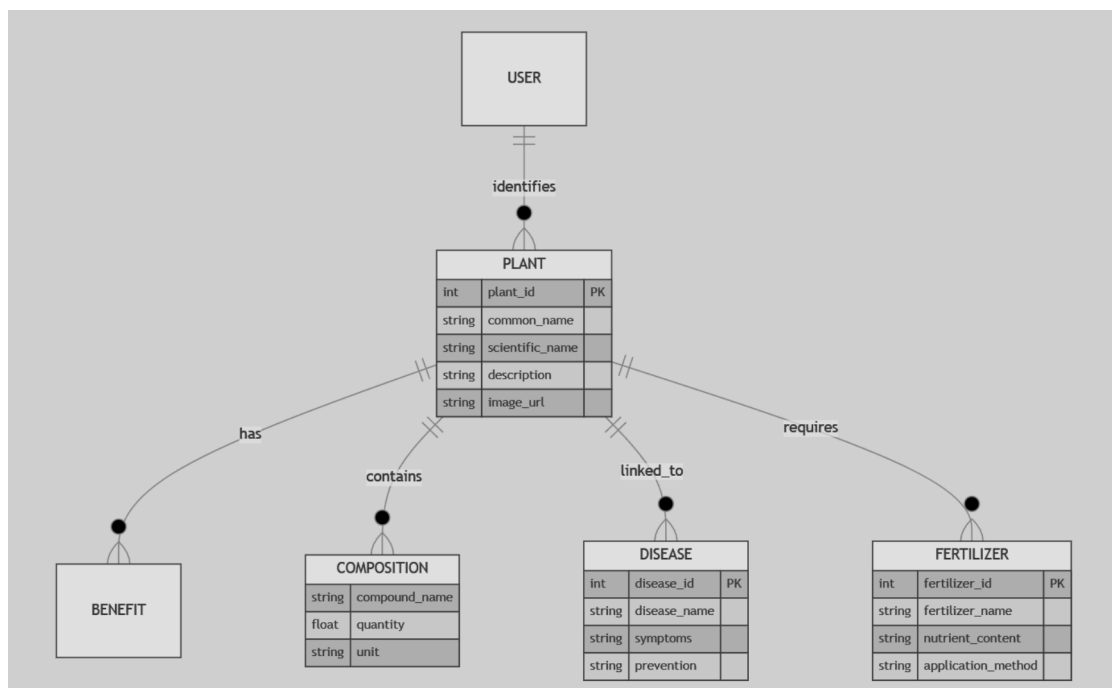 USER
identifies
PLANT
int plant_id PK
string common_name
string scientific_name
string description
string image_url
has
contains
linked_to
requires
BENEFIT
COMPOSITION
string compound_name
float quantity
string unit
DISEASE
int disease_id PK
string disease_name
string symptoms
string prevention
FERTILIZER
int fertilizer_id PK
string fertilizer_name
string nutrient_content
string application_method